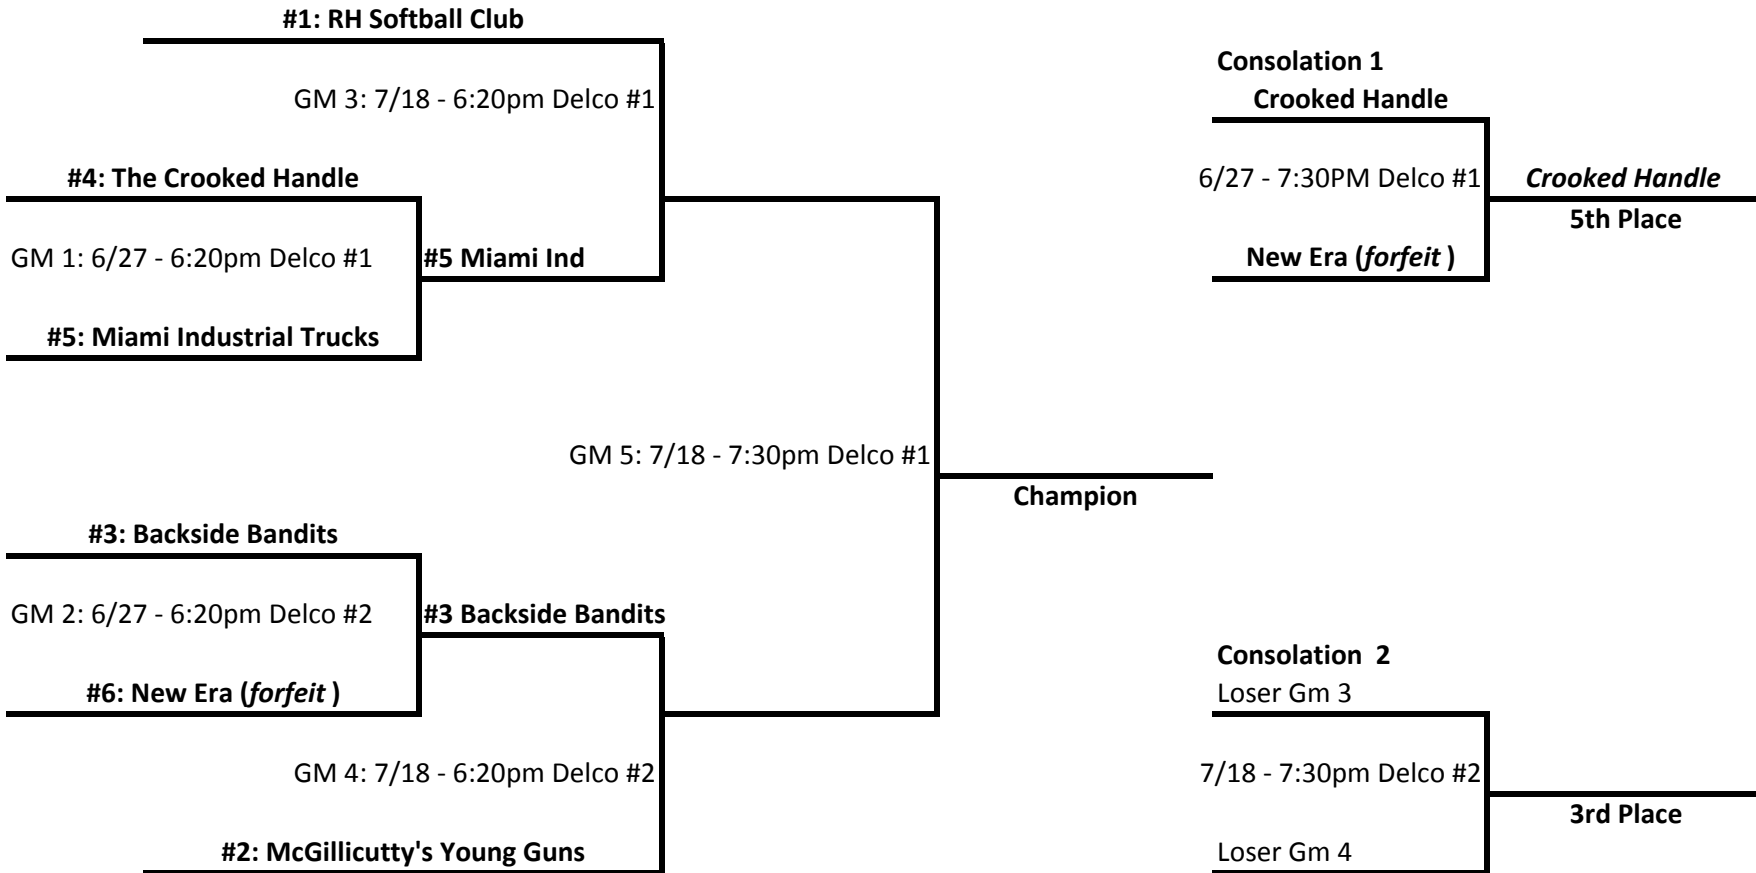 #1: RH Softball Club
GM 3: 7/18 - 6:20pm Delco #1
#4: The Crooked Handle
GM 1: 6/27 - 6:20pm Delco #1
#5 Miami Ind
#5: Miami Industrial Trucks
GM 5: 7/18 - 7:30pm Delco #1
Champion
#3: Backside Bandits
GM 2: 6/27 - 6:20pm Delco #2
#3 Backside Bandits
#6: New Era (forfeit )
GM 4: 7/18 - 6:20pm Delco #2
#2: McGillicutty's Young Guns
Consolation 1
Crooked Handle
6/27 - 7:30PM Delco #1
Crooked Handle
5th Place
New Era (forfeit )
Consolation  2
Loser Gm 3
7/18 - 7:30pm Delco #2
3rd Place
Loser Gm 4